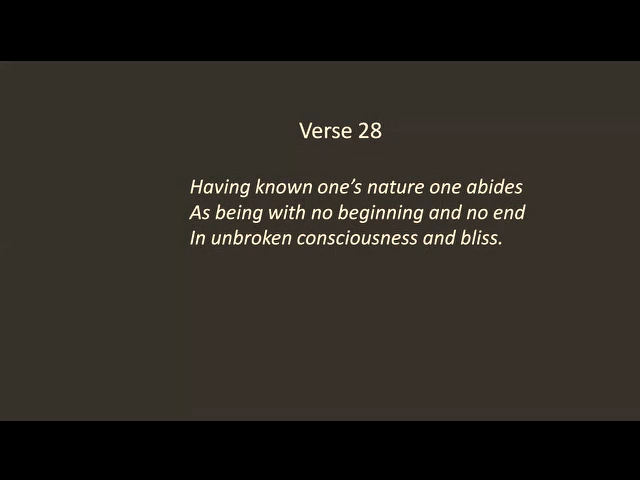 Verse 28
Having known one's nature one abides
As being with no beginning and no end
In unbroken consciousness and bliss.